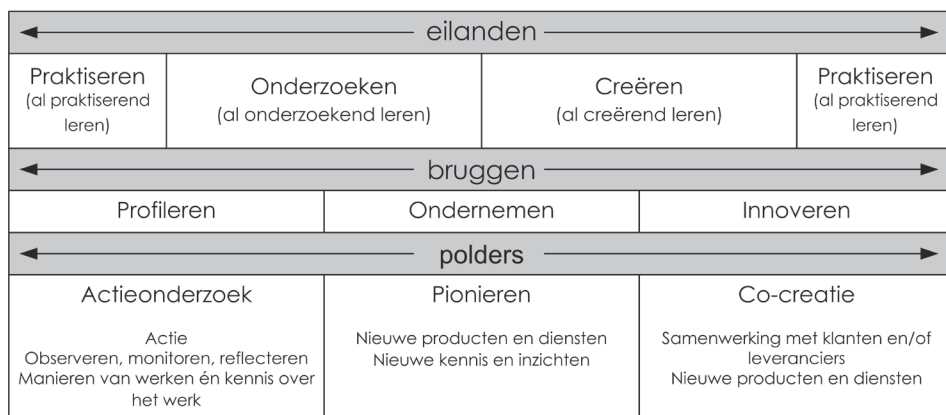 eilanden
Praktiseren
(al praktiserend
leren)
Onderzoeken
(al onderzoekend leren)
Creëren
(al creërend leren)
Praktiseren
(al praktiserend
leren)
bruggen
Profileren
Ondernemen
Innoveren
polders
Actieonderzoek
Actie
Observeren, monitoren, reflecteren
Manieren van werken én kennis over
het werk
Pionieren
Nieuwe producten en diensten
Nieuwe kennis en inzichten
Co-creatie
Samenwerking met klanten en/of
leveranciers
Nieuwe producten en diensten